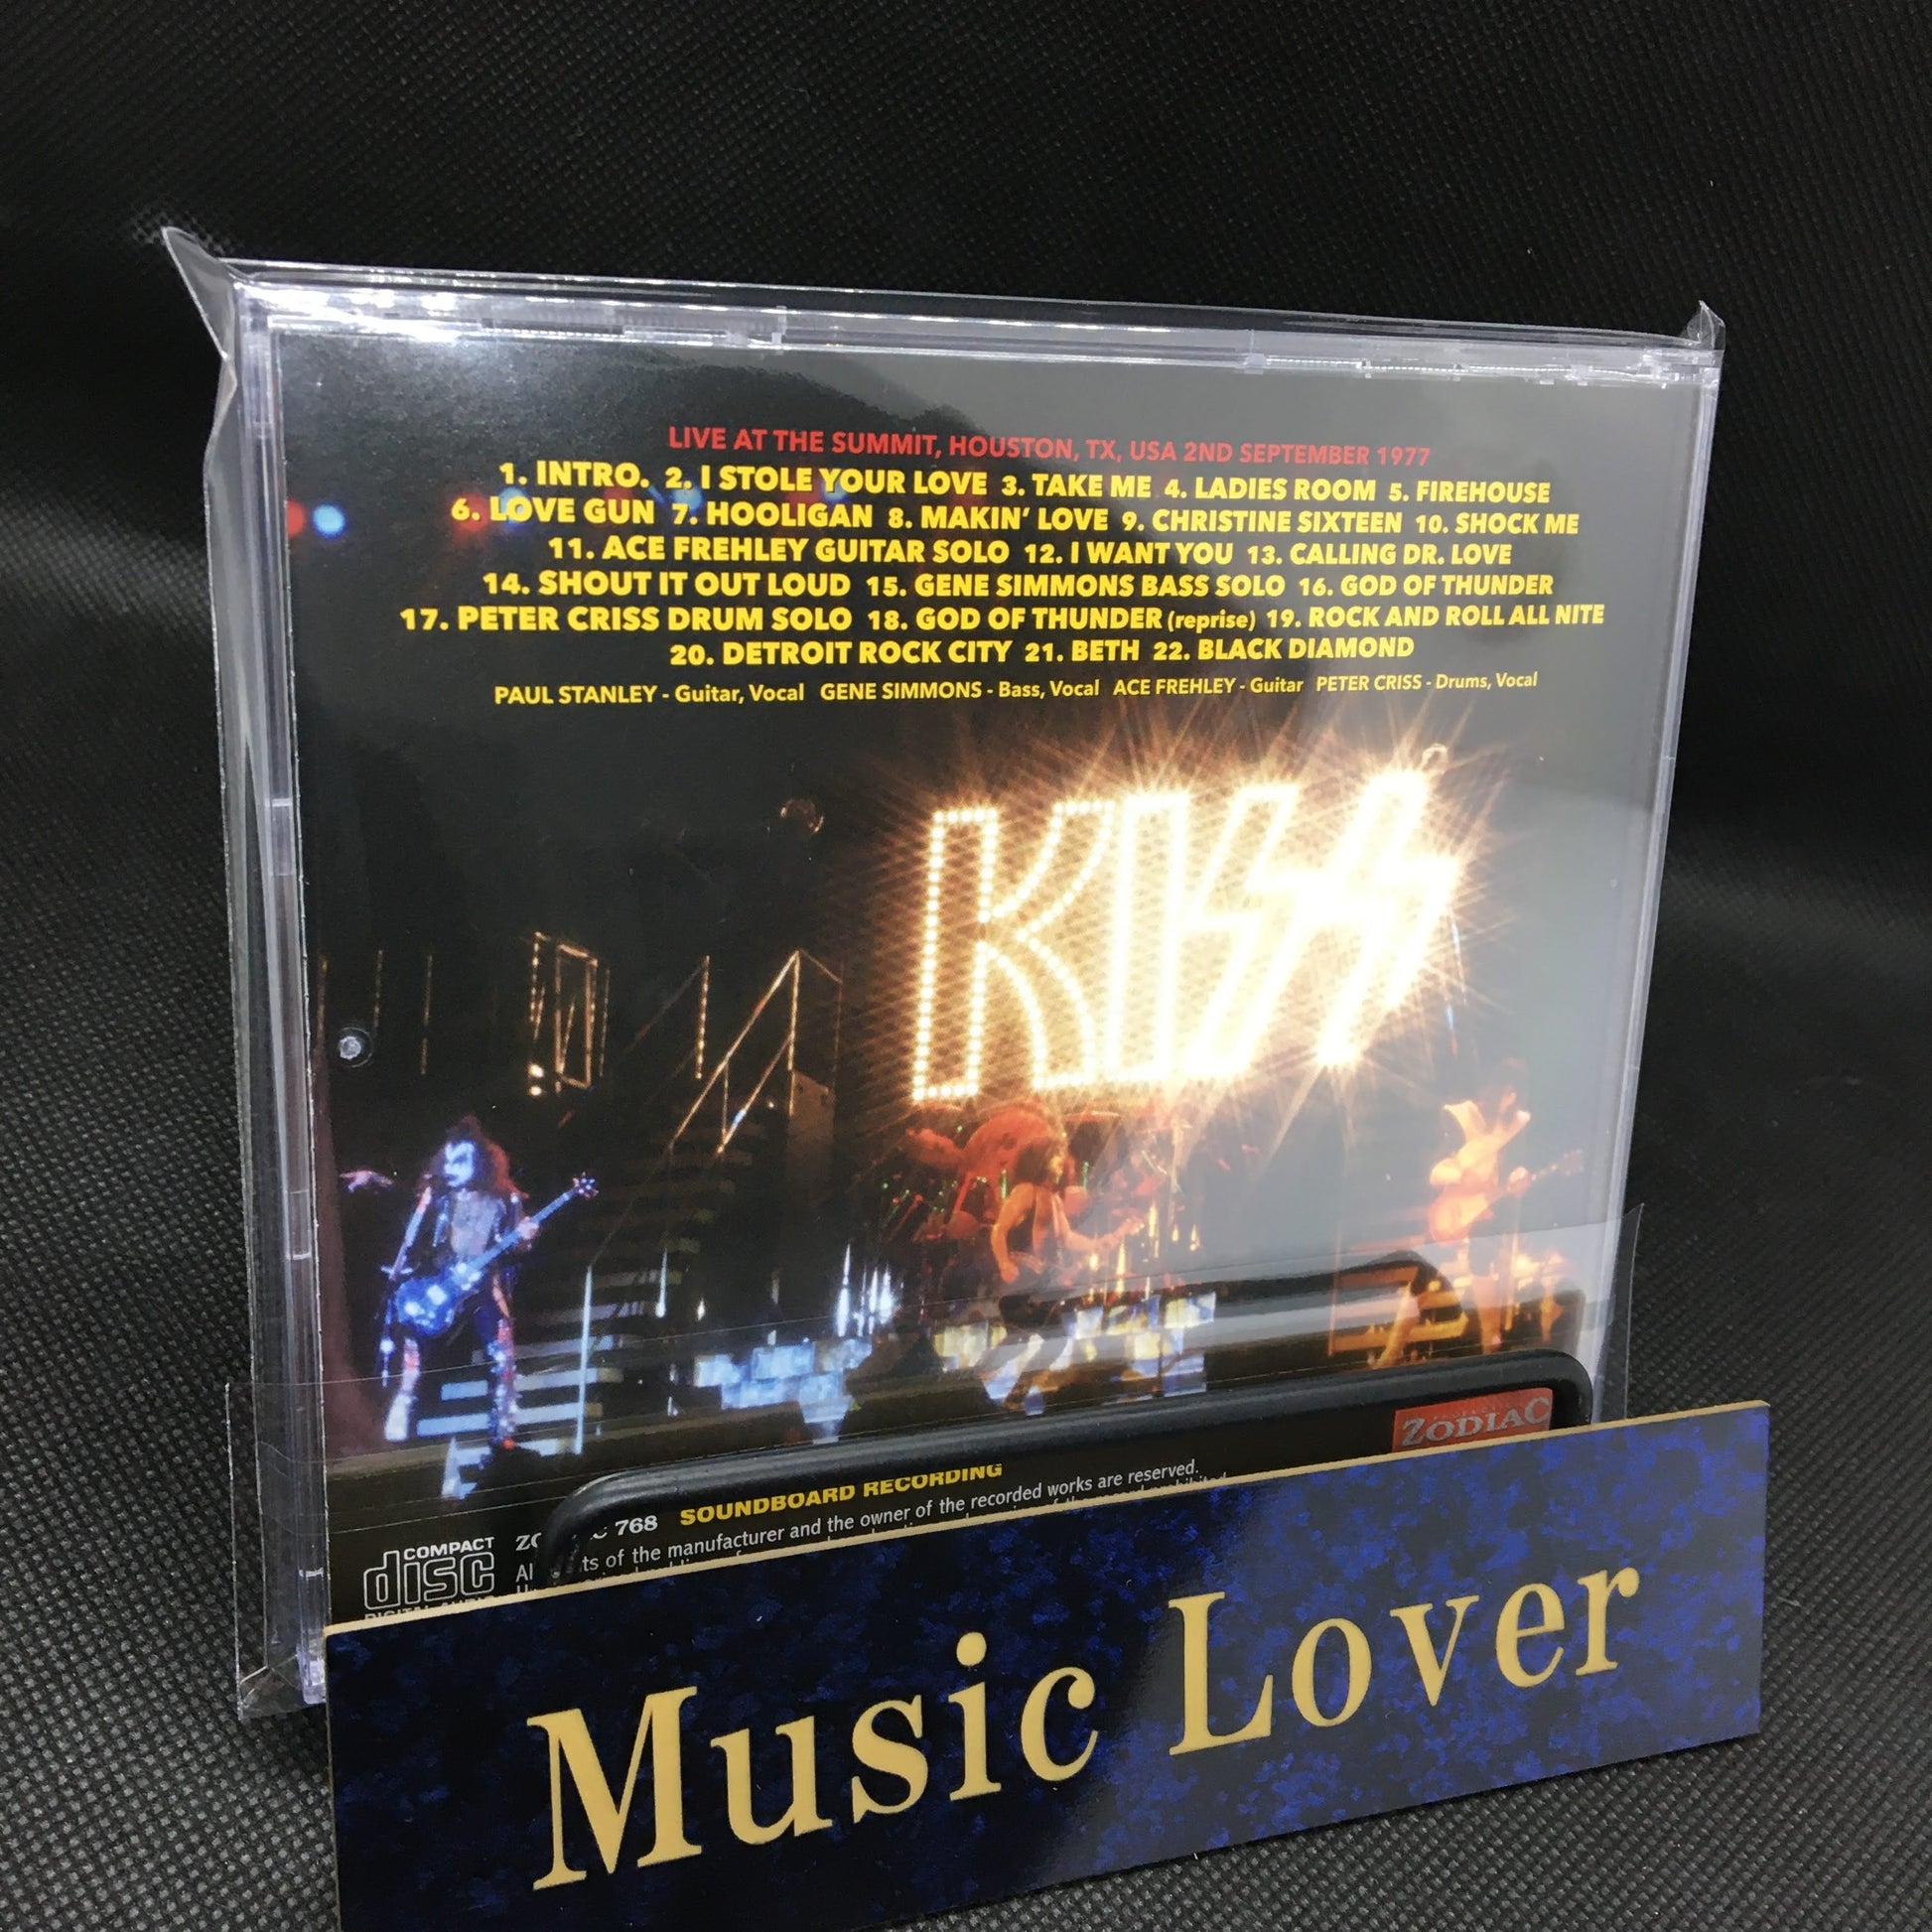 LIVE AT THE SUMMIT, HOUSTON, TX, USA 2ND SEPTEMBER 1977
1. INTRO. 2. I STOLE YOUR LOVE 3. TAKE ME 4. LADIES ROOM 5. FIREHOUSE
6. LOVE GUN 7. HOOLIGAN 8. MAKIN' LOVE 9. CHRISTINE SIXTEEN 10. SHOCK ME
11. ACE FREHLEY GUITAR SOLO 12. I WANT YOU 13. CALLING DR. LOVE
14. SHOUT IT OUT LOUD 15. GENE SIMMONS BASS SOLO 16. GOD OF THUNDER
17. PETER CRISS DRUM SOLO 18. GOD OF THUNDER (reprise) 19. ROCK AND ROLL ALL NITE
20. DETROIT ROCK CITY 21. BETH 22. BLACK DIAMOND
PAUL STANLEY - Guitar, Vocal GENE SIMMONS - Bass, Vocal ACE FREHLEY - Guitar PETER CRISS - Drums, Vocal
KISS
ZODIAC
768 SOUNDBOARD RECORDING
of the manufacturer and the owner of the recorded works are reserved.
COMPACT
disc
Music Lover